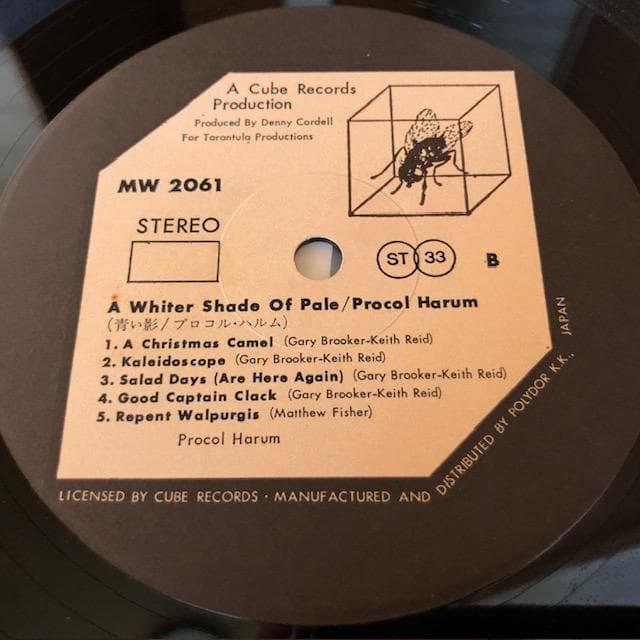 A Cube Records
Production
Produced By Denny Cordell
For Tarantula Productions
MW 2061
STEREO
ST 33
B
A Whiter Shade Of Pale/Procol Harum
(青い影/プロコル・ハルム)
1. A Christmas Camel (Gary Brooker-Keith Reid)
2. Kaleidoscope (Gary Brooker-Keith Reid)
3. Salad Days (Are Here Again) (Gary Brooker-Keith Reid)
4. Good Captain Clack (Gary Brooker-Keith Reid)
5. Repent Walpurgis (Matthew Fisher)
Procol Harum
LICENSED BY CUBE RECORDS · MANUFACTURED AND DISTRIBUTED BY POLYDOR K.K., JAPAN